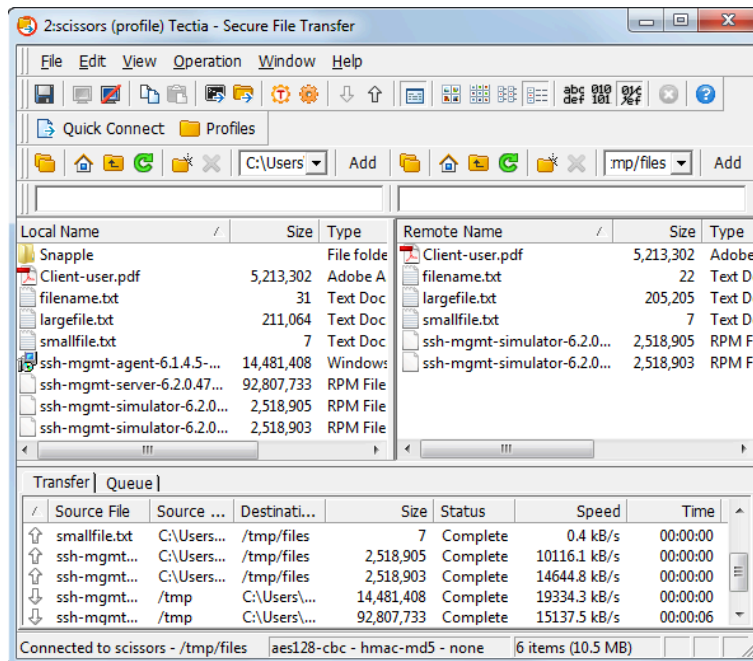 2:scissors (profile) Tectia - Secure File Transfer
File Edit View Operation Window Help
abc def 010 101
Quick Connect Profiles
C:\Users Add :mp/files Add
Local Name / Size Type Remote Name / Size Type
Snapple File folde Client-user.pdf 5,213,302 Adobe
Client-user.pdf 5,213,302 Adobe A filename.txt 22 Text D
filename.txt 31 Text Doc largefile.txt 205,205 Text D
largefile.txt 211,064 Text Doc smallfile.txt 7 Text D
smallfile.txt 7 Text Doc ssh-mgmt-simulator-6.2.0... 2,518,905 RPM F
ssh-mgmt-agent-6.1.4.5-... 14,481,408 Windows ssh-mgmt-simulator-6.2.0... 2,518,903 RPM F
ssh-mgmt-server-6.2.0.47... 92,807,733 RPM File
ssh-mgmt-simulator-6.2.0... 2,518,905 RPM File
ssh-mgmt-simulator-6.2.0... 2,518,903 RPM File
Transfer Queue
/ Source File Source ... Destinati... Size Status Speed Time
smallfile.txt C:\Users... /tmp/files 7 Complete 0.4 kB/s 00:00:00
ssh-mgmt... C:\Users... /tmp/files 2,518,905 Complete 10116.1 kB/s 00:00:00
ssh-mgmt... C:\Users... /tmp/files 2,518,903 Complete 14644.8 kB/s 00:00:00
ssh-mgmt... /tmp C:\Users\... 14,481,408 Complete 19334.3 kB/s 00:00:00
ssh-mgmt... /tmp C:\Users\... 92,807,733 Complete 15137.5 kB/s 00:00:06
Connected to scissors - /tmp/files aes128-cbc - hmac-md5 - none 6 items (10.5 MB)